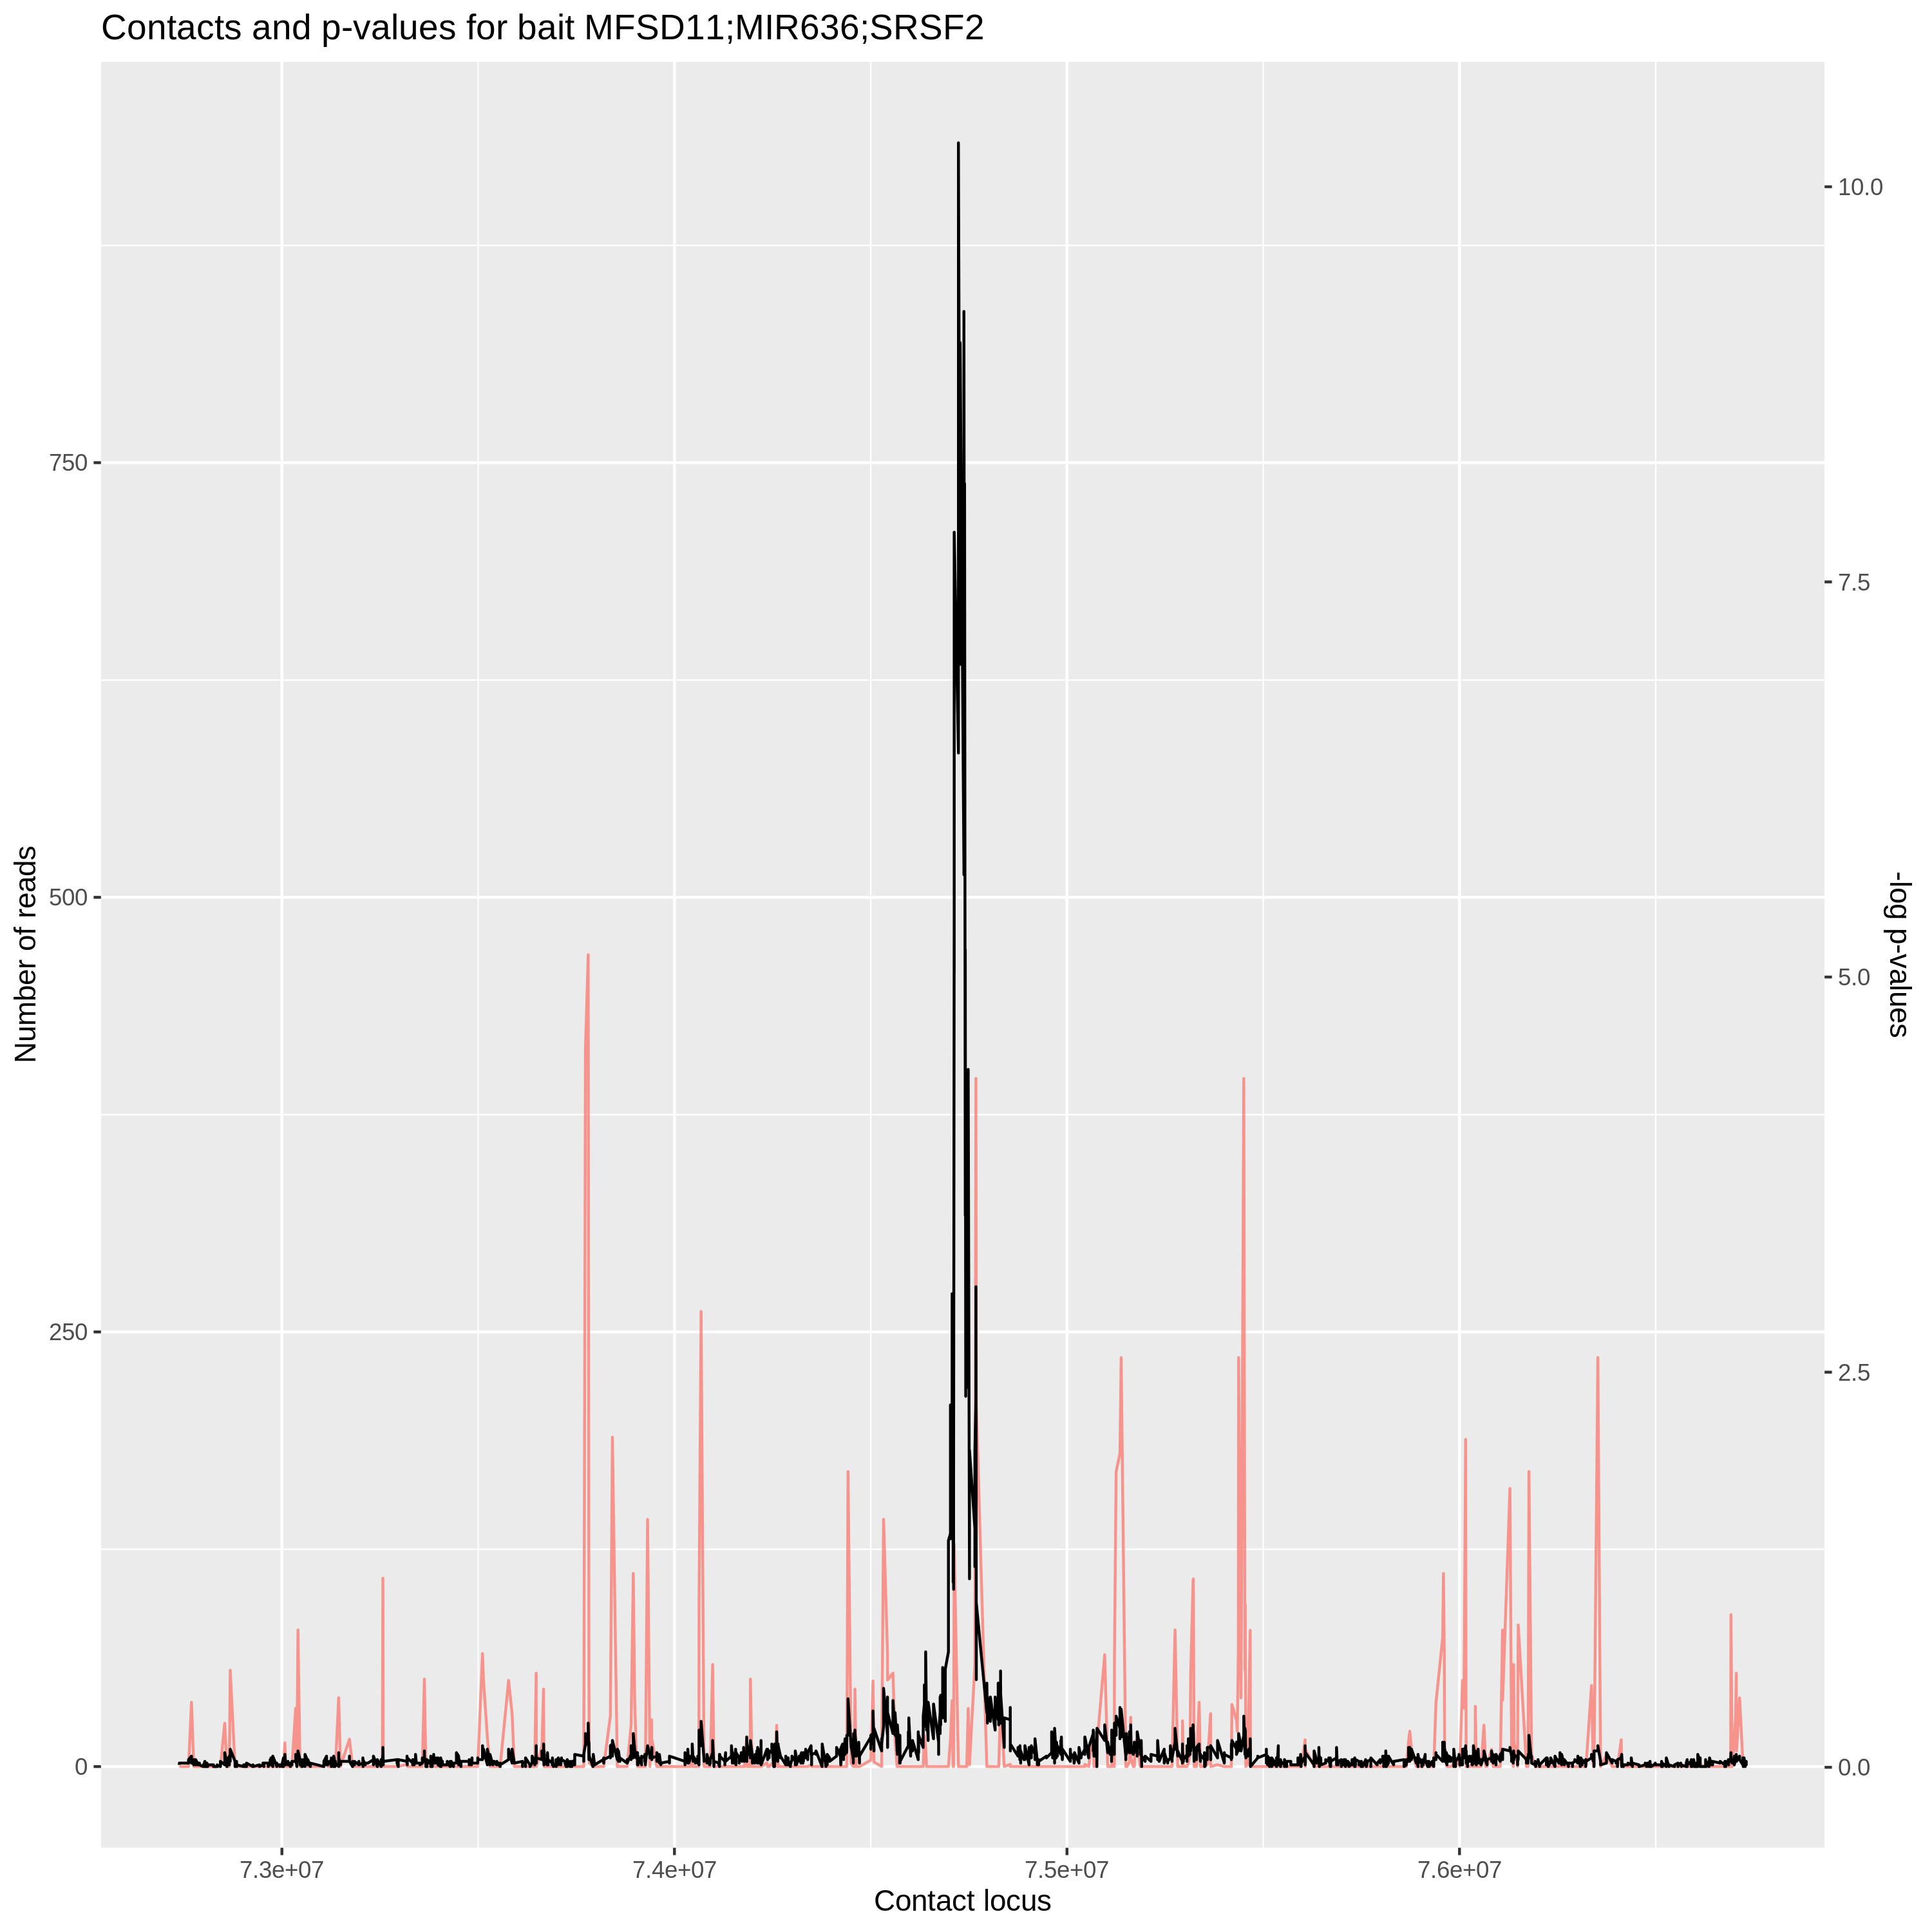 Contacts and p-values for bait MFSD11;MIR636;SRSF2
Number of reads
750
500
250
0
10.0
7.5
5.0
2.5
0.0
-log p-values
7.3e+07 7.4e+07 7.5e+07 7.6e+07
Contact locus